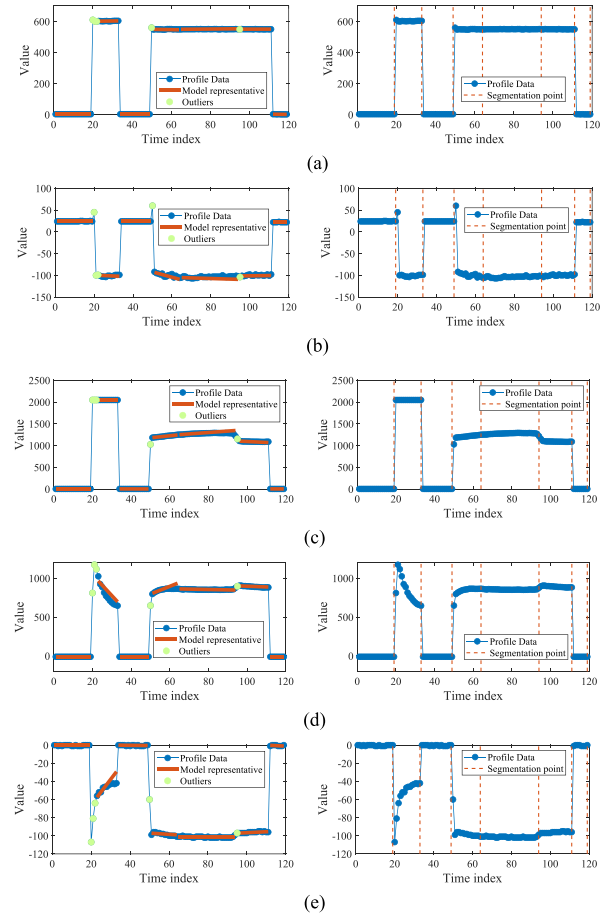 600
400
200
0
Value
Profile Data
Model representative
Outliers
0 20 40 60 80 100 120
Time index
600
400
200
0
Value
Profile Data
Segmentation point
0 20 40 60 80 100 120
Time index
(a)
100
50
0
-50
-100
-150
Value
Profile Data
Model representative
Outliers
0 20 40 60 80 100 120
Time index
100
50
0
-50
-100
-150
Value
Profile Data
Segmentation point
0 20 40 60 80 100 120
Time index
(b)
2500
2000
1500
1000
500
0
Value
Profile Data
Model representative
Outliers
0 20 40 60 80 100 120
Time index
2500
2000
1500
1000
500
0
Value
Profile Data
Segmentation point
0 20 40 60 80 100 120
Time index
(c)
1000
500
0
Value
Profile Data
Model representative
Outliers
0 20 40 60 80 100 120
Time index
1000
500
0
Value
Profile Data
Segmentation point
0 20 40 60 80 100 120
Time index
(d)
0
-20
-40
-60
-80
-100
-120
Value
Profile Data
Model representative
Outliers
0 20 40 60 80 100 120
Time index
0
-20
-40
-60
-80
-100
-120
Value
Profile Data
Segmentation point
0 20 40 60 80 100 120
Time index
(e)